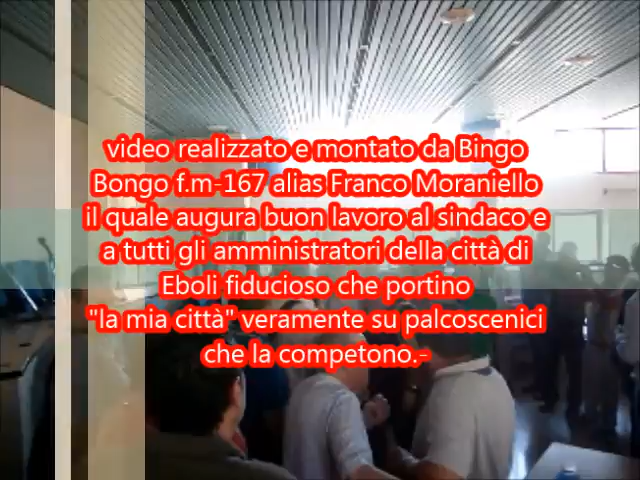 video realizzato e montato da Bingo
Bongo f.m-167 alias Franco Moraniello
il quale augura buon lavoro al sindaco e
a tutti gli amministratori della città di
Eboli fiducioso che portino
"la mia città" veramente su palcoscenici
che la competono.-